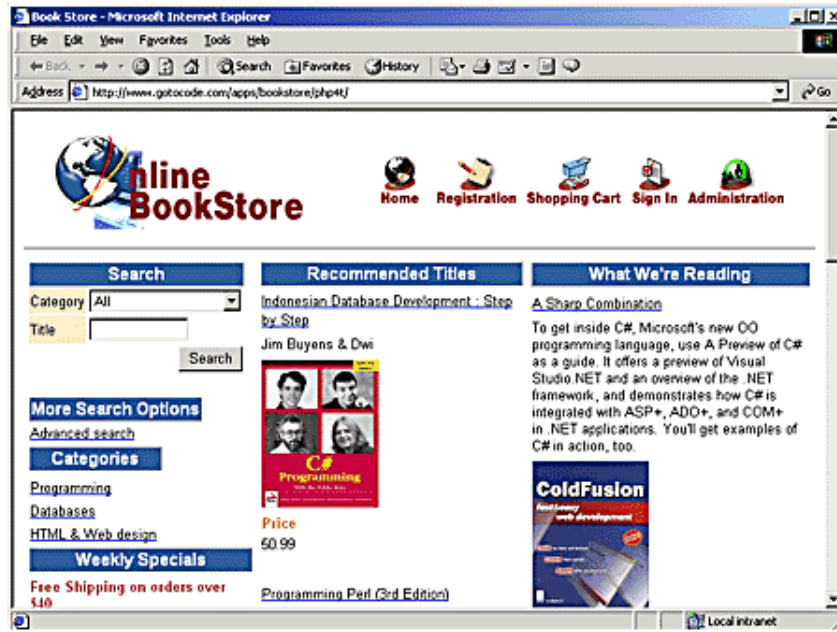 Book Store - Microsoft Internet Explorer
File Edit View Favorites Tools Help
Back Search Favorites History
Address http://www.gotocode.com/apps/bookstore/php4t/ Go
nline
BookStore
Home Registration Shopping Cart Sign In Administration
Search
Category All
Title
Search
More Search Options
Advanced search
Categories
Programming
Databases
HTML & Web design
Weekly Specials
Free Shipping on orders over
$40
Recommended Titles
Indonesian Database Development : Step
by Step
Jim Buyens & Dwi
C#
Programming
Price
50.99
Programming Perl (3rd Edition)
What We're Reading
A Sharp Combination
To get inside C#, Microsoft's new OO
programming language, use A Preview of C#
as a guide. It offers a preview of Visual
Studio.NET and an overview of the .NET
framework, and demonstrates how C# is
integrated with ASP+, ADO+, and COM+
in .NET applications. You'll get examples of
C# in action, too.
ColdFusion
web development
Local intranet